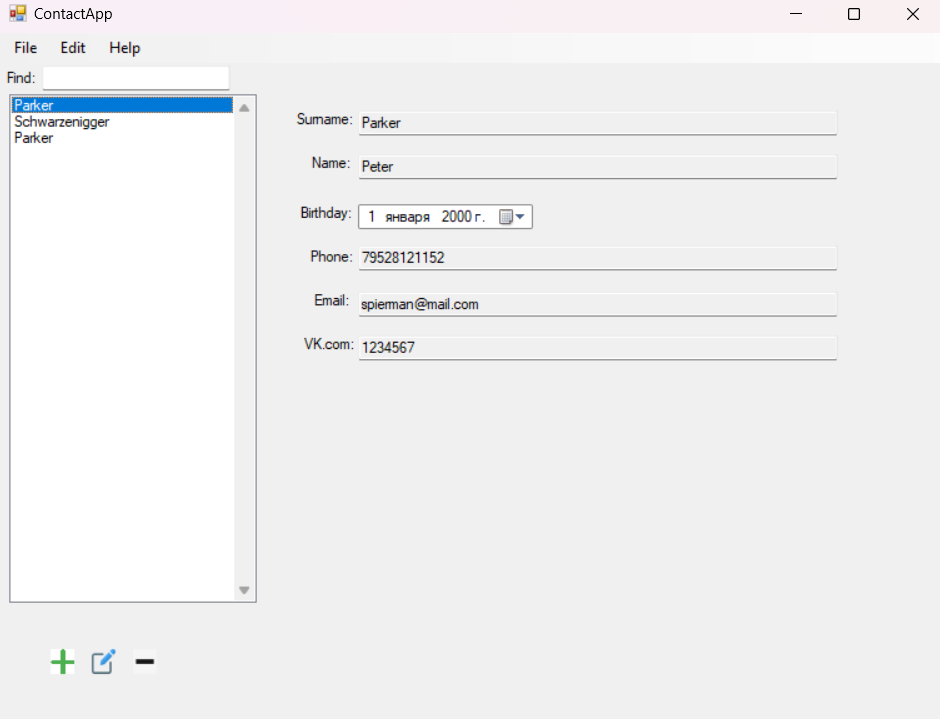 ContactApp
File Edit Help
Find:
Parker
Schwarzenigger
Parker
Surname: Parker
Name: Peter
Birthday: 1 января 2000 г.
Phone: 79528121152
Email: spierman@mail.com
VK.com: 1234567